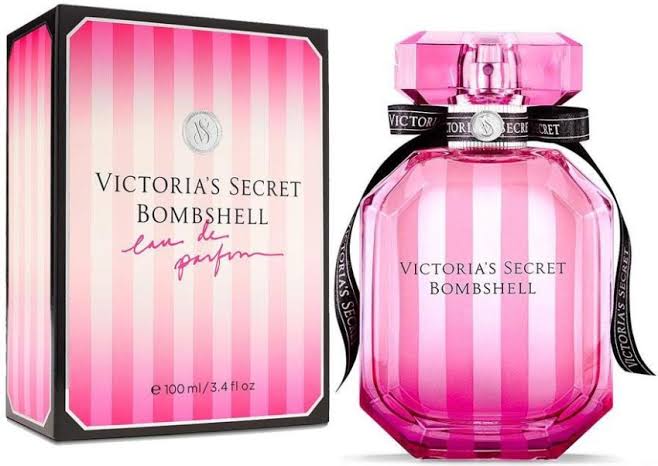 VS
VICTORIA'S SECRET
BOMBSHELL
eau de
parfum
℮ 100 ml/3.4 fl oz
VICTORIA'S SECRET
VICTORIA'S SECRET
BOMBSHELL
VICTORIA'S SECRET